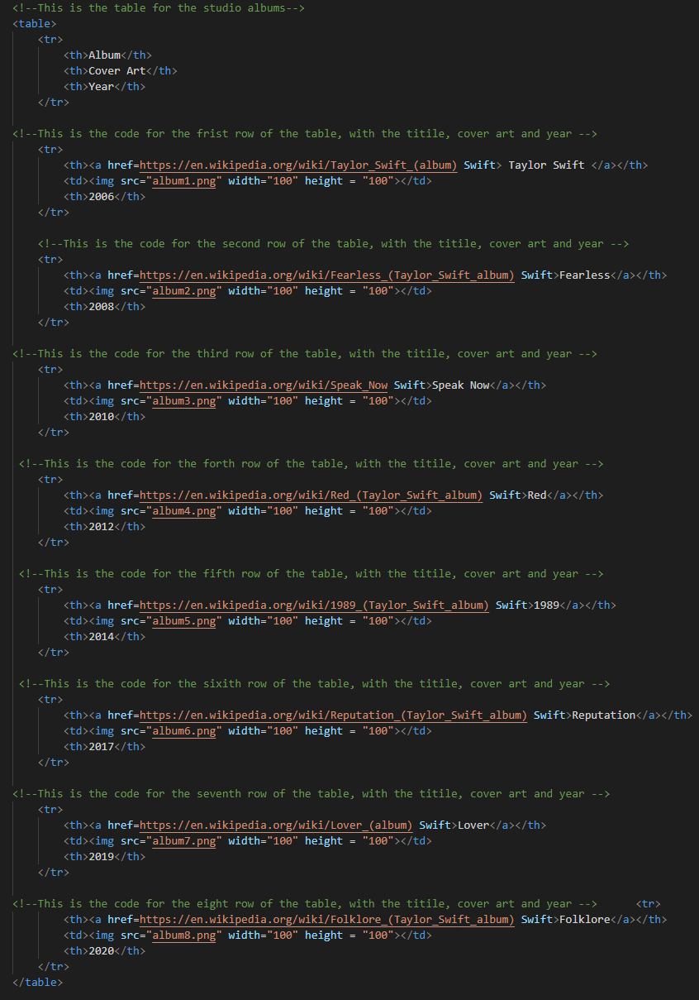 <!--This is the table for the studio albums-->
<table>
<tr>
<th>Album</th>
<th>Cover Art</th>
<th>Year</th>
</tr>
<!--This is the code for the frist row of the table, with the titile, cover art and year -->
<tr>
<th><a href=https://en.wikipedia.org/wiki/Taylor_Swift_(album) Swift> Taylor Swift </a></th>
<td><img src="album1.png" width="100" height = "100"></td>
<th>2006</th>
</tr>
<!--This is the code for the second row of the table, with the titile, cover art and year -->
<tr>
<th><a href=https://en.wikipedia.org/wiki/Fearless_(Taylor_Swift_album) Swift>Fearless</a></th>
<td><img src="album2.png" width="100" height = "100"></td>
<th>2008</th>
</tr>
<!--This is the code for the third row of the table, with the titile, cover art and year -->
<tr>
<th><a href=https://en.wikipedia.org/wiki/Speak_Now Swift>Speak Now</a></th>
<td><img src="album3.png" width="100" height = "100"></td>
<th>2010</th>
</tr>
<!--This is the code for the forth row of the table, with the titile, cover art and year -->
<tr>
<th><a href=https://en.wikipedia.org/wiki/Red_(Taylor_Swift_album) Swift>Red</a></th>
<td><img src="album4.png" width="100" height = "100"></td>
<th>2012</th>
</tr>
<!--This is the code for the fifth row of the table, with the titile, cover art and year -->
<tr>
<th><a href=https://en.wikipedia.org/wiki/1989_(Taylor_Swift_album) Swift>1989</a></th>
<td><img src="album5.png" width="100" height = "100"></td>
<th>2014</th>
</tr>
<!--This is the code for the sixith row of the table, with the titile, cover art and year -->
<tr>
<th><a href=https://en.wikipedia.org/wiki/Reputation_(Taylor_Swift_album) Swift>Reputation</a></th>
<td><img src="album6.png" width="100" height = "100"></td>
<th>2017</th>
</tr>
<!--This is the code for the seventh row of the table, with the titile, cover art and year -->
<tr>
<th><a href=https://en.wikipedia.org/wiki/Lover_(album) Swift>Lover</a></th>
<td><img src="album7.png" width="100" height = "100"></td>
<th>2019</th>
</tr>
<!--This is the code for the eight row of the table, with the titile, cover art and year --> <tr>
<th><a href=https://en.wikipedia.org/wiki/Folklore_(Taylor_Swift_album) Swift>Folklore</a></th>
<td><img src="album8.png" width="100" height = "100"></td>
<th>2020</th>
</tr>
</table>